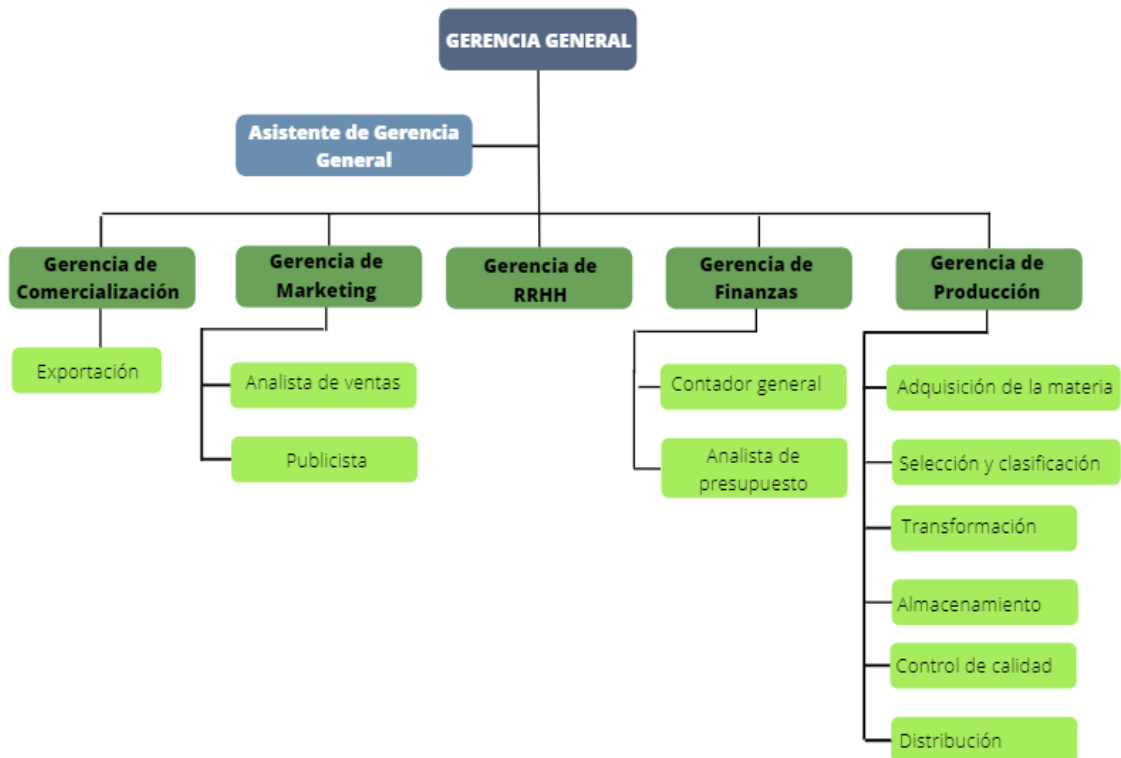 GERENCIA GENERAL
Asistente de Gerencia
General
Gerencia de
Comercialización
Gerencia de
Marketing
Gerencia de
RRHH
Gerencia de
Finanzas
Gerencia de
Producción
Exportación
Analista de ventas
Publicista
Contador general
Analista de
presupuesto
Adquisición de la materia
Selección y clasificación
Transformación
Almacenamiento
Control de calidad
Distribución